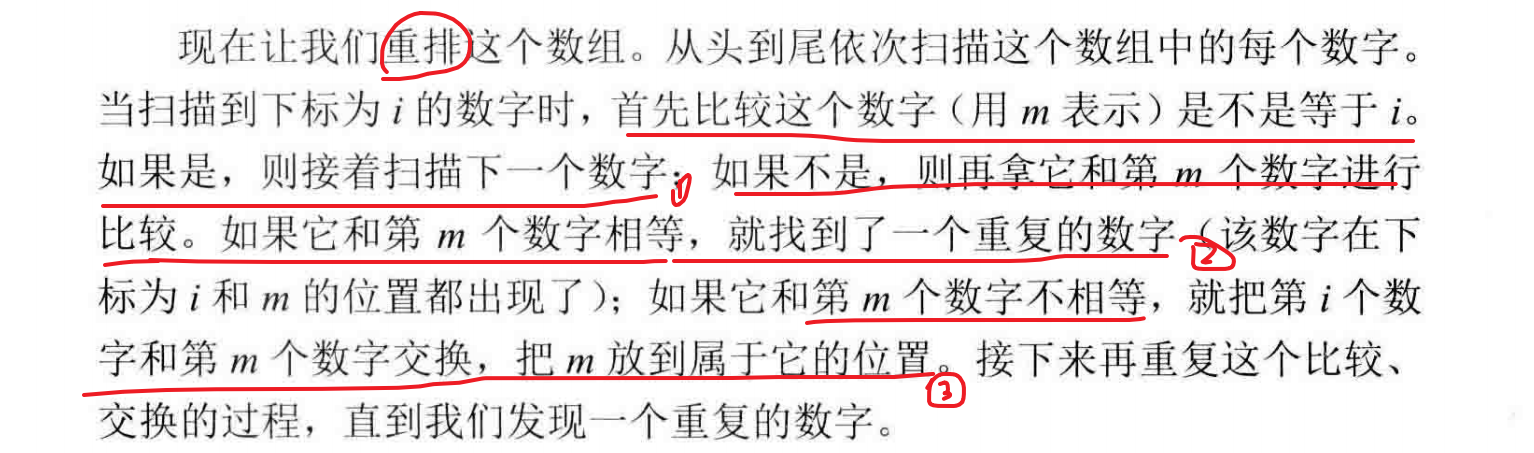 现在让我们重排这个数组。从头到尾依次扫描这个数组中的每个数字。
当扫描到下标为 i 的数字时，首先比较这个数字（用 m 表示）是不是等于 i。
如果是，则接着扫描下一个数字；① 如果不是，则再拿它和第 m 个数字进行
比较。如果它和第 m 个数字相等，就找到了一个重复的数字②（该数字在下
标为 i 和 m 的位置都出现了）；如果它和第 m 个数字不相等，就把第 i 个数
字和第 m 个数字交换，把 m 放到属于它的位置。③ 接下来再重复这个比较、
交换的过程，直到我们发现一个重复的数字。